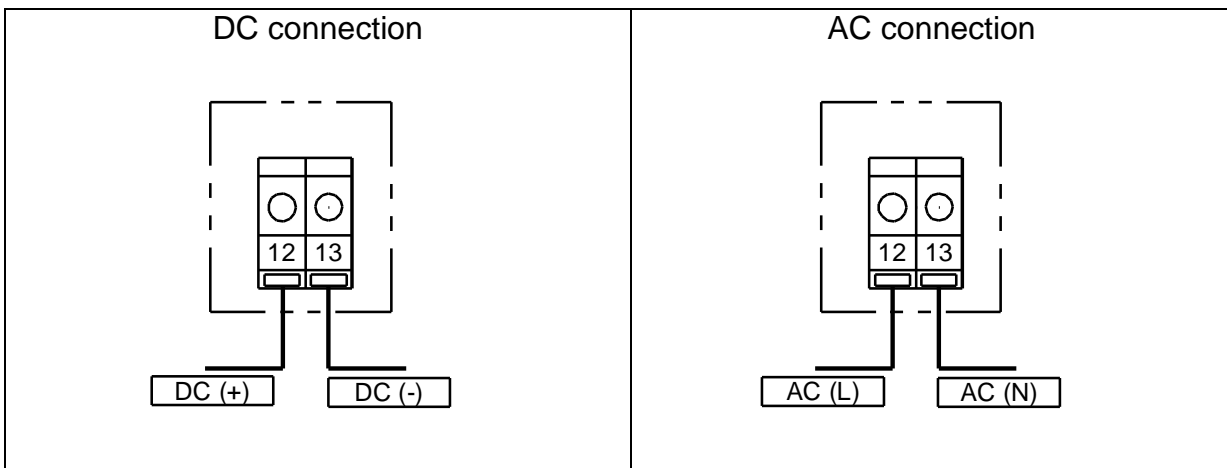 DC connection
12 13
DC (+) DC (-)
AC connection
12 13
AC (L) AC (N)